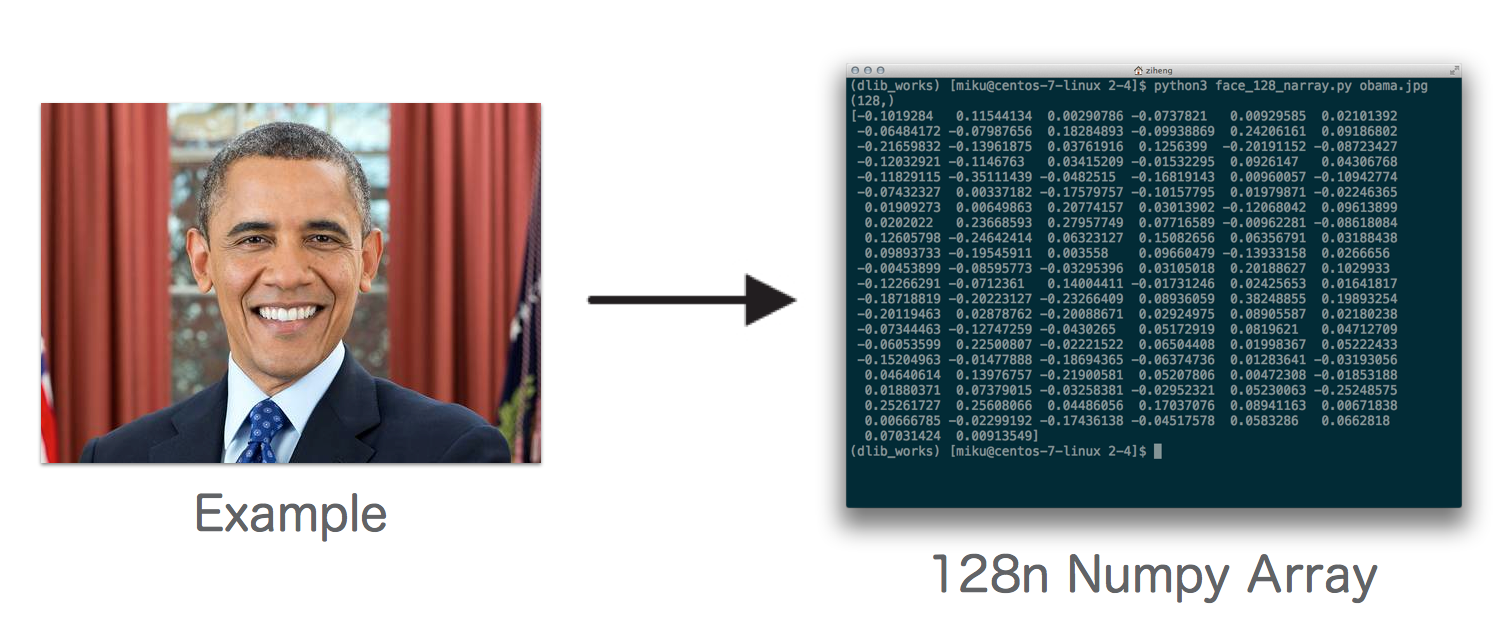 ziheng
(dlib_works) [miku@centos-7-linux 2-4]$ python3 face_128_narray.py obama.jpg
(128,)
[-0.1019284   0.11544134  0.00290786 -0.0737821   0.00929585  0.02101392
 -0.06484172 -0.07987656  0.18284893 -0.09938869  0.24206161  0.09186802
 -0.21659832 -0.13961875  0.03761916  0.1256399  -0.20191152 -0.08723427
 -0.12032921 -0.1146763   0.03415209 -0.01532295  0.0926147   0.04306768
 -0.11829115 -0.35111439 -0.0482515  -0.16819143  0.00960057 -0.10942774
 -0.07432327  0.00337182 -0.17579757 -0.10157795  0.01979871 -0.02246365
  0.01909273  0.00649863  0.20774157  0.03013902 -0.12068042  0.09613899
  0.0202022   0.23668593  0.27957749  0.07716589 -0.00962281 -0.08618084
  0.12605798 -0.24642414  0.06323127  0.15082656  0.06356791  0.03188438
  0.09893733 -0.19545911  0.003558    0.09660479 -0.13933158  0.0266656
 -0.00453899 -0.08595773 -0.03295396  0.03105018  0.20188627  0.1029933
 -0.12266291 -0.0712361   0.14004411 -0.01731246  0.02425653  0.01641817
 -0.18718819 -0.20223127 -0.23266409  0.08936059  0.38248855  0.19893254
 -0.20119463  0.02878762 -0.20088671  0.02924975  0.08905587  0.02180238
 -0.07344463 -0.12747259 -0.0430265   0.05172919  0.0819621   0.04712709
 -0.06053599  0.22500807 -0.02221522  0.06504408  0.01998367  0.05222433
 -0.15204963 -0.01477888 -0.18694365 -0.06374736  0.01283641 -0.03193056
  0.04640614  0.13976757 -0.21900581  0.05207806  0.00472308 -0.01853188
  0.01880371  0.07379015 -0.03258381 -0.02952321  0.05230063 -0.25248575
  0.25261727  0.25608066  0.04486056  0.17037076  0.08941163  0.00671838
  0.00666785 -0.02299192 -0.17436138 -0.04517578  0.0583286   0.0662818
  0.07031424  0.00913549]
(dlib_works) [miku@centos-7-linux 2-4]$
Example
128n Numpy Array